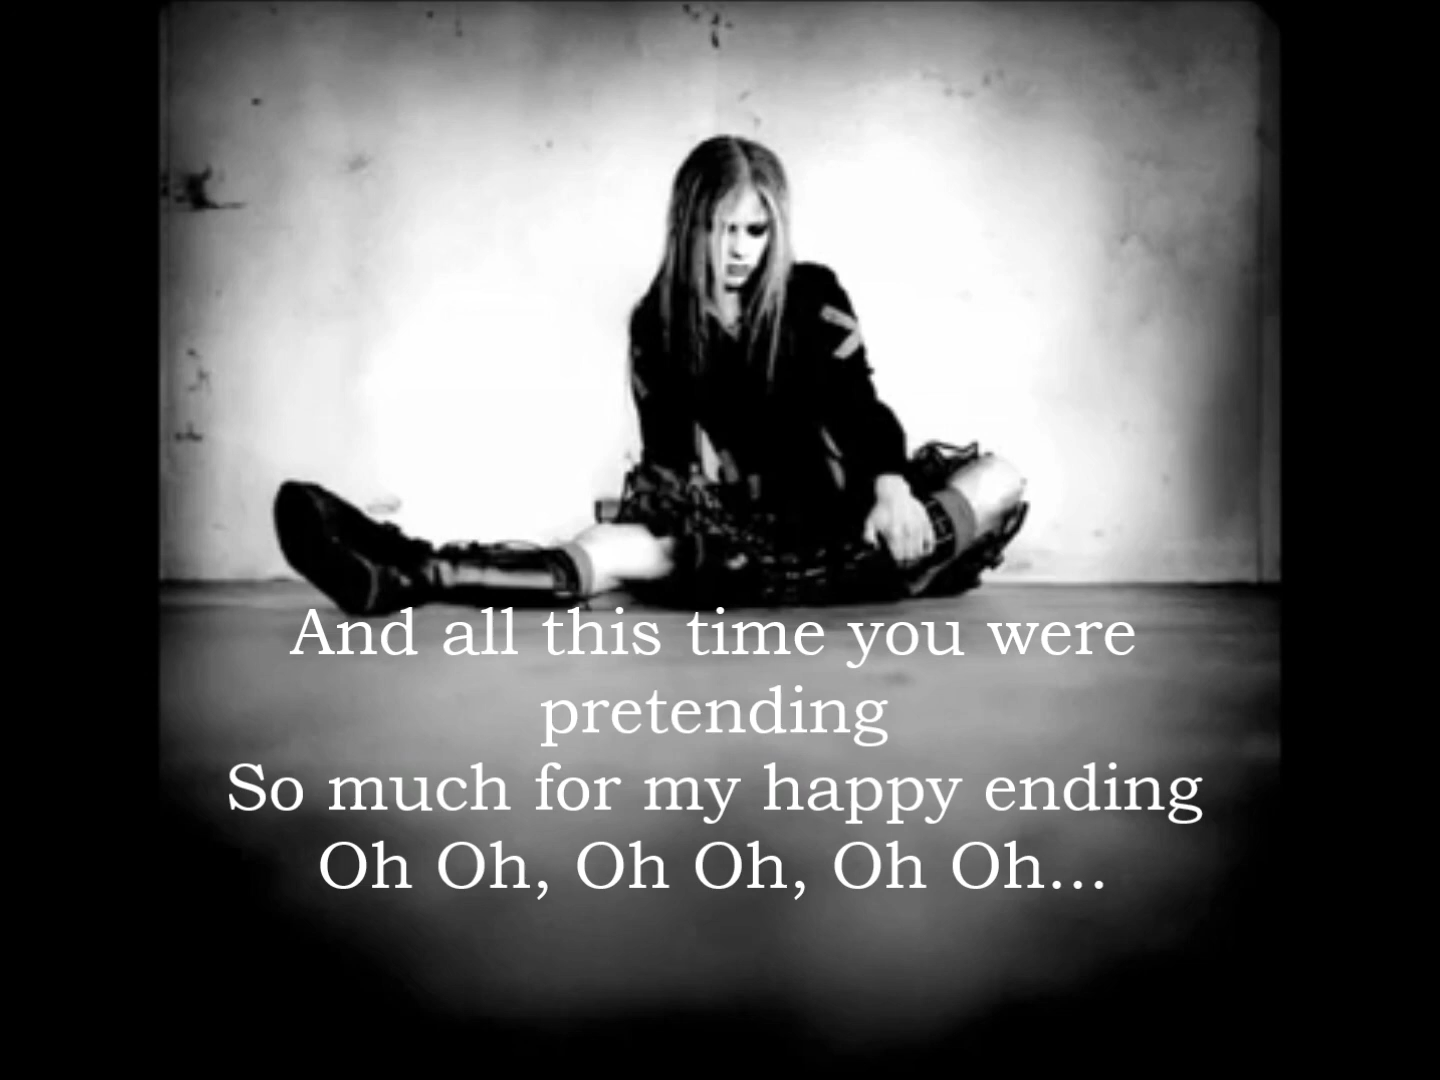 And all this time you were
pretending
So much for my happy ending
Oh Oh, Oh Oh, Oh Oh...